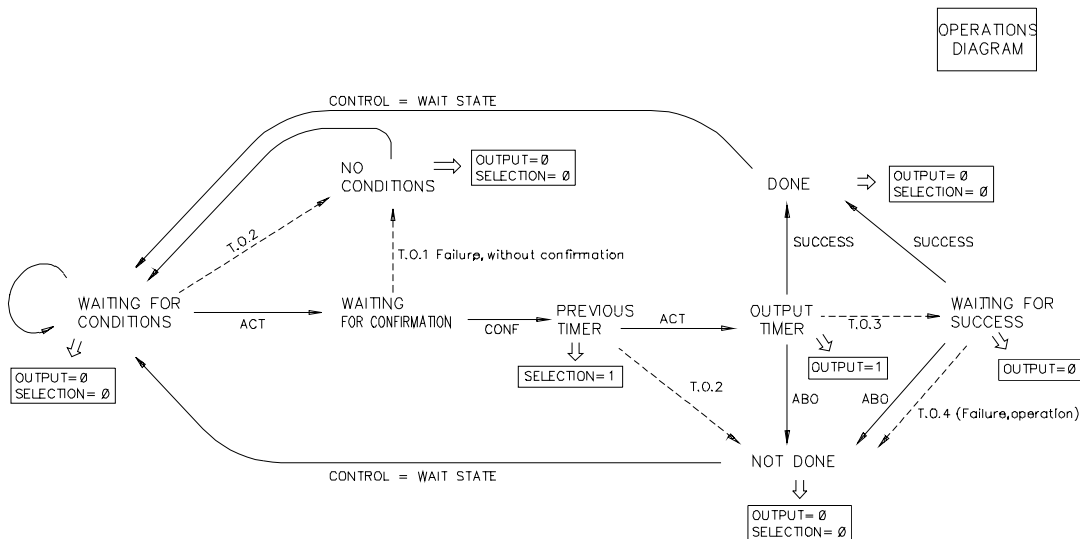 OPERATIONS
DIAGRAM
CONTROL = WAIT STATE
NO
CONDITIONS
OUTPUT=Ø
SELECTION= Ø
DONE
OUTPUT=Ø
SELECTION= Ø
T.O.2
T.O.1 Failure, without confirmation
SUCCESS
SUCCESS
WAITING FOR
CONDITIONS
ACT
WAITING
FOR CONFIRMATION
CONF
PREVIOUS
TIMER
ACT
OUTPUT
TIMER
T.O.3
WAITING FOR
SUCCESS
OUTPUT=Ø
SELECTION= Ø
SELECTION=1
OUTPUT=1
OUTPUT=Ø
T.O.2
ABO
ABO
T.O.4 (Failure,operation)
NOT DONE
CONTROL = WAIT STATE
OUTPUT=Ø
SELECTION=Ø